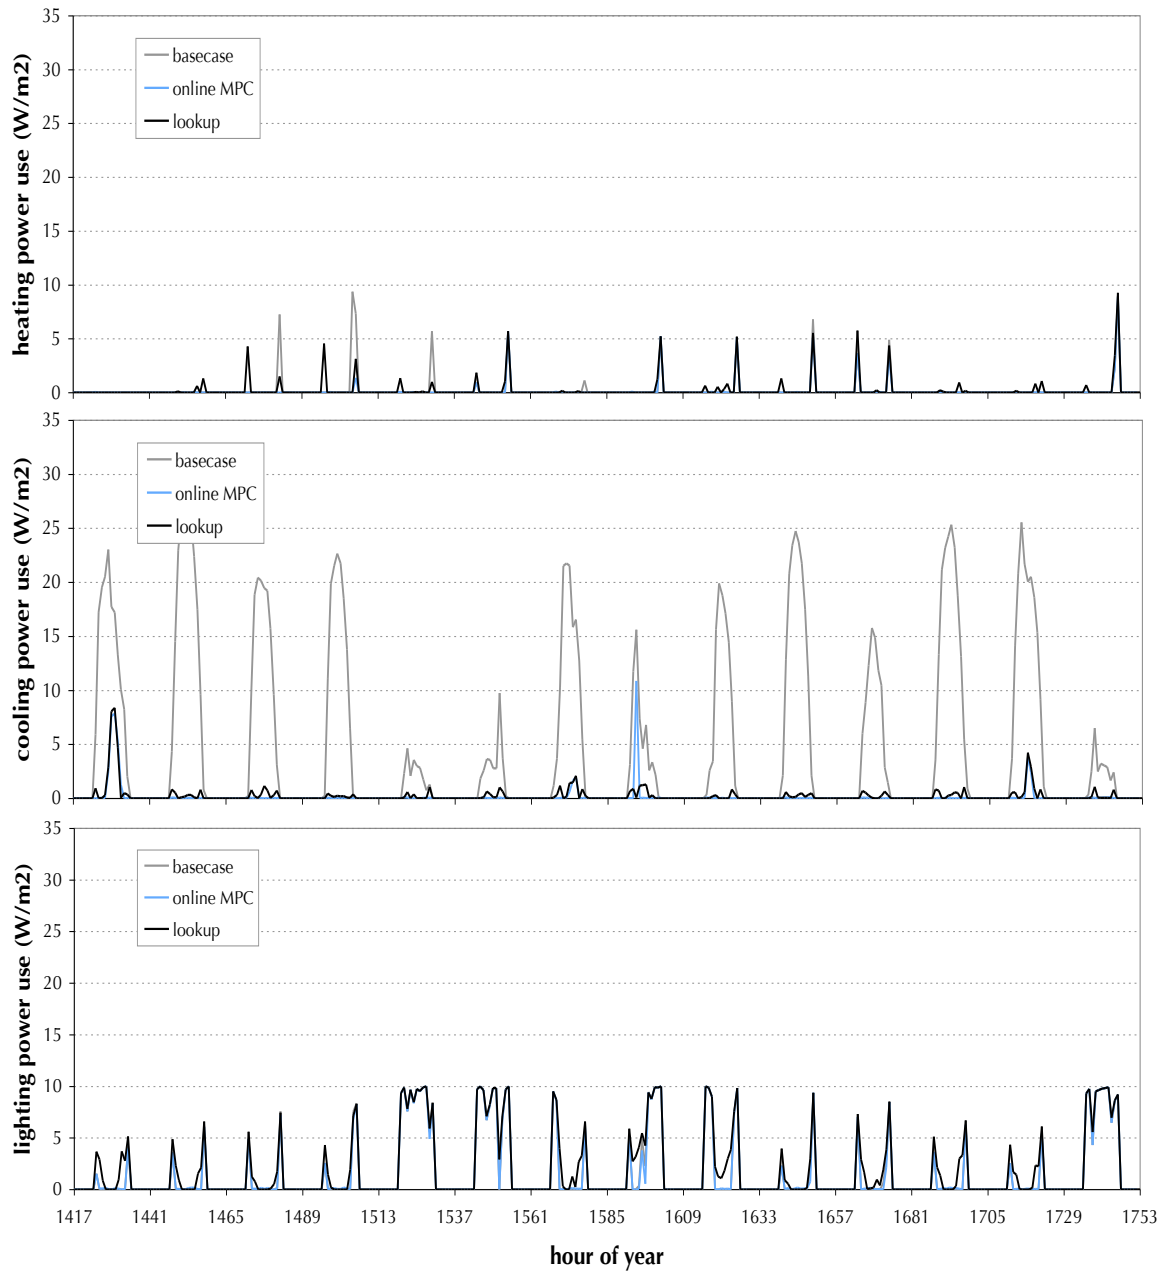 heating power use (W/m2)
35
30
25
20
15
10
5
0
basecase
online MPC
lookup
cooling power use (W/m2)
35
30
25
20
15
10
5
0
basecase
online MPC
lookup
lighting power use (W/m2)
35
30
25
20
15
10
5
0
basecase
online MPC
lookup
1417 1441 1465 1489 1513 1537 1561 1585 1609 1633 1657 1681 1705 1729 1753
hour of year